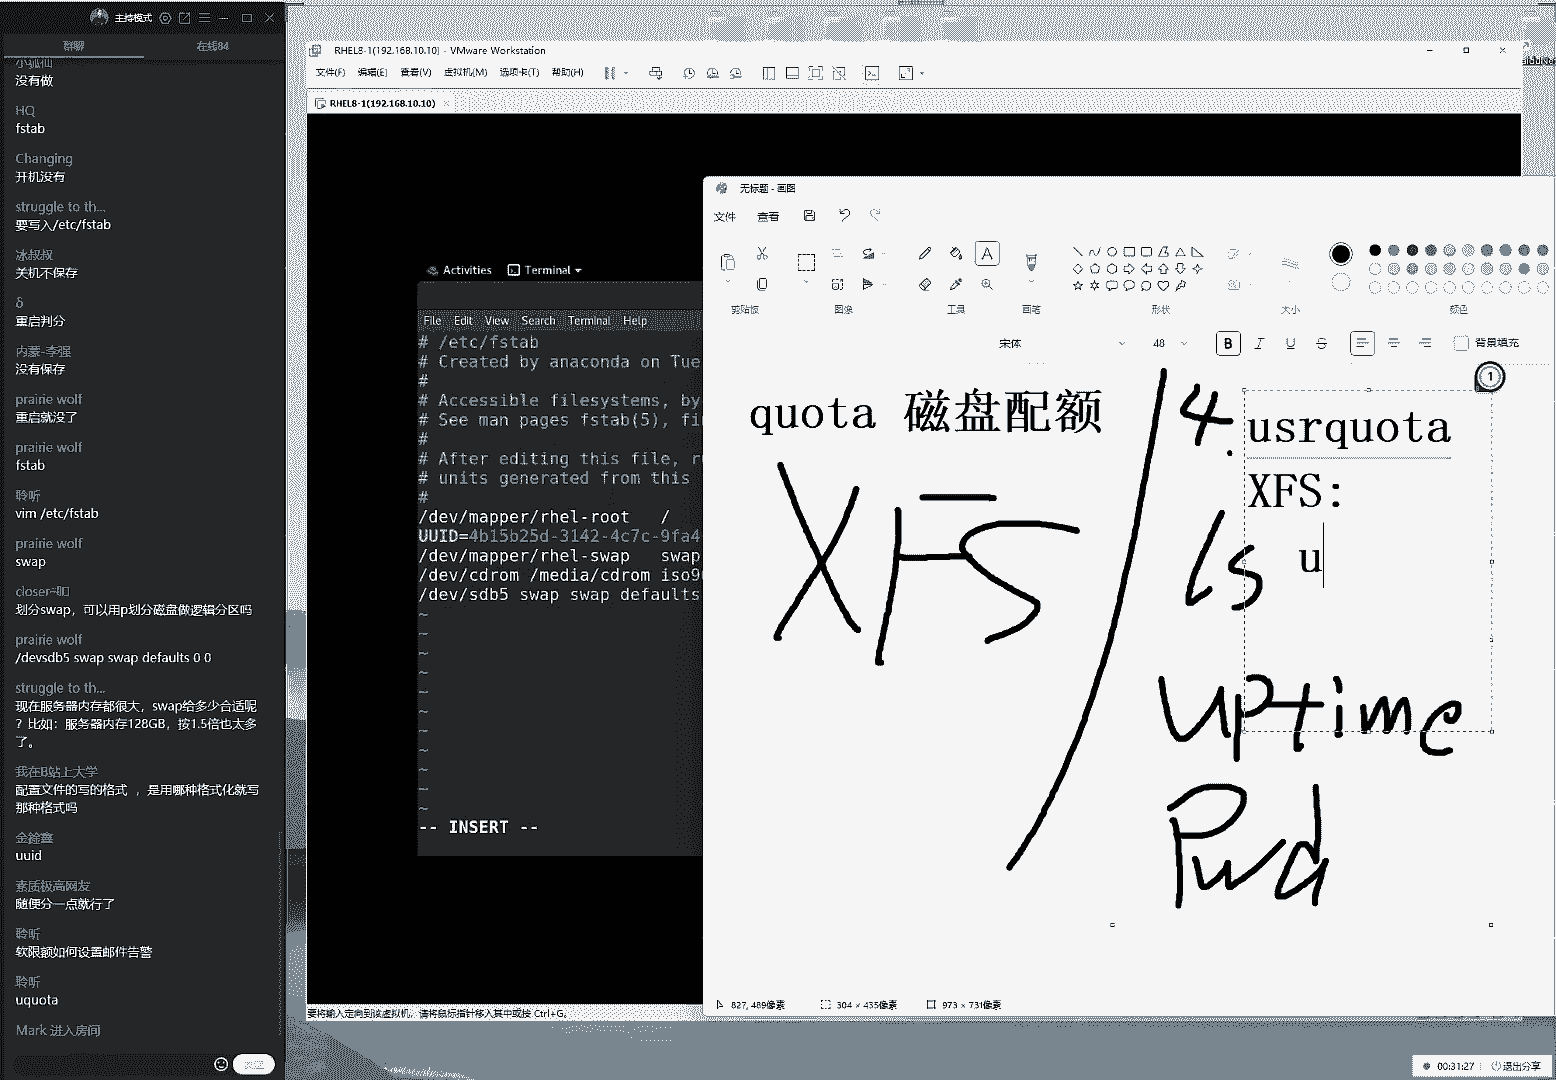 主持模式
群聊
在线84
小狐仙
没有做
HQ
fstab
Changing
开机没有
struggle to th...
要写入/etc/fstab
冰叔叔
关机不保存
δ
重启判分
内蒙-李强
没有保存
prairie wolf
重启就没了
prairie wolf
fstab
聆听
vim /etc/fstab
prairie wolf
swap
划分swap，可以用p划分磁盘做逻辑分区吗
prairie wolf
/devsdb5 swap swap defaults 0 0
struggle to th...
现在服务器内存都很大，swap给多少合适呢
？比如：服务器内存128GB，按1.5倍也太多
了。
我在B站上大学
配置文件的写的格式 ，是用哪种格式化就写
那种格式吗
uuid
素质极高网友
随便分一点就行了
聆听
软限额如何设置邮件告警
聆听
uquota
Mark 进入房间
RHEL8-1(192.168.10.10) - VMware Workstation
文件(F) 编辑(E) 查看(V) 虚拟机(M) 选项卡(T) 帮助(H)
RHEL8-1(192.168.10.10)
Activities Terminal
File Edit View Search Terminal Help
# /etc/fstab
# Created by anaconda on Tue
#
# Accessible filesystems, by
# See man pages fstab(5), fi
#
# After editing this file, r
# units generated from this
#
/dev/mapper/rhel-root /
UUID=4b15b25d-3142-4c7c-9fa4
/dev/mapper/rhel-swap swap
/dev/cdrom /media/cdrom iso9
/dev/sdb5 swap swap defaults
~
~
~
~
~
~
~
~
~
~
~
-- INSERT --
要将输入定向到该虚拟机，请将鼠标指针移入其中或按 Ctrl+G。
无标题 - 画图
文件 查看
剪贴板 图像 工具 画笔 形状 大小 颜色
宋体 48 B I U S 背景填充
1
quota 磁盘配额
XFS
4.
usrquota
XFS:
u
ls
uptime
Pwd
827, 489像素 304 × 435像素 973 × 731像素
00:31:27 退出分享